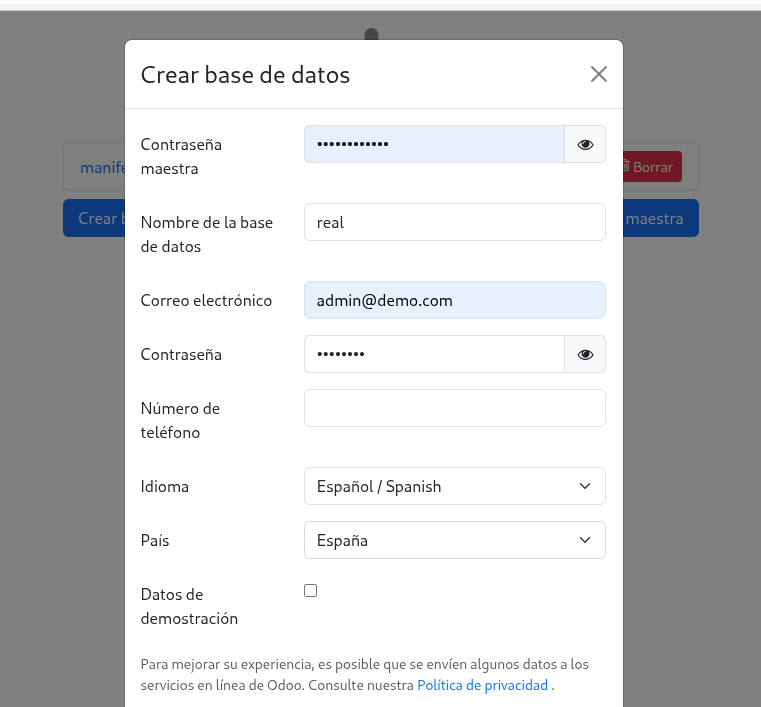 Crear base de datos
Contraseña
maestra
••••••••••••
Nombre de la base
de datos
real
Correo electrónico
admin@demo.com
Contraseña
••••••••
Número de
teléfono
Idioma
Español / Spanish
País
España
Datos de
demostración
Para mejorar su experiencia, es posible que se envíen algunos datos a los
servicios en línea de Odoo. Consulte nuestra Política de privacidad .
manife
Borrar
Crear b
maestra